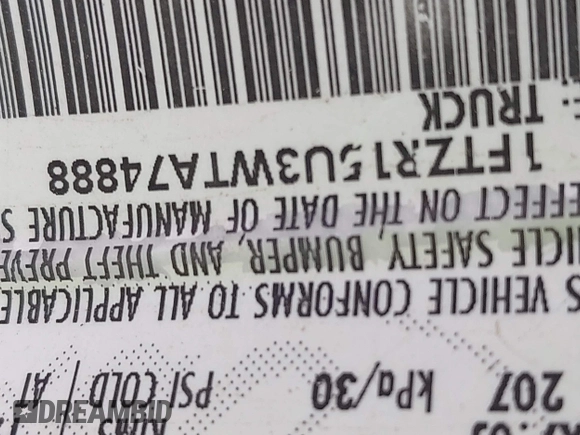 207 kPa/30 PSI COLD / AT
S VEHICLE CONFORMS TO ALL APPLICABLE
ICLE SAFETY, BUMPER, AND THEFT PREVE
EFFECT ON THE DATE OF MANUFACTURE S
1FTZR15U3WTA74888
: TRUCK
DREAMBID